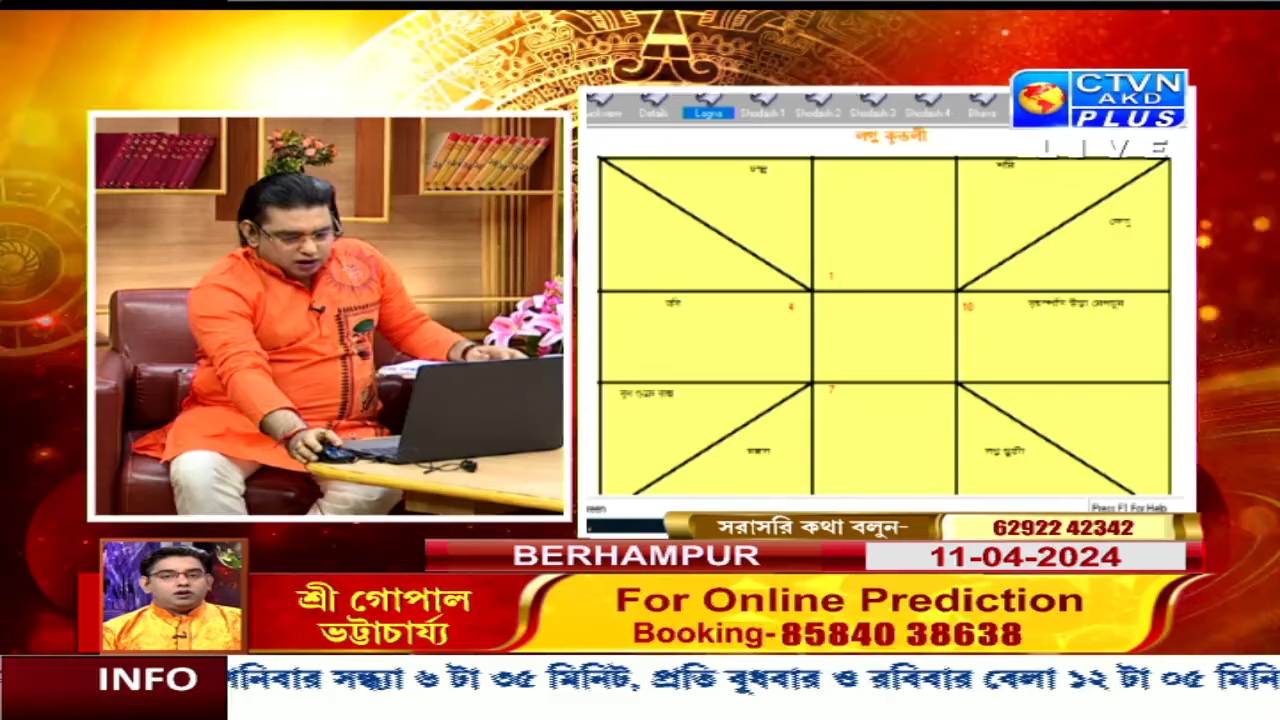 CTVN
AKD
PLUS
LIVE
Details Lagna Shodash 1 Shodash 2 Shodash 3 Shodash 4 Bhava
লগ্ন কুণ্ডলী
1
4
10
7
Press F1 For Help
সরাসরি কথা বলুন- 62922 42342
BERHAMPUR 11-04-2024
শ্রী গোপাল
ভট্টাচার্য্য
For Online Prediction
Booking-85840 38638
INFO শনিবার সন্ধ্যা ৬ টা ৩৫ মিনিট, প্রতি বুধবার ও রবিবার বেলা ১২ টা ০৫ মিনি